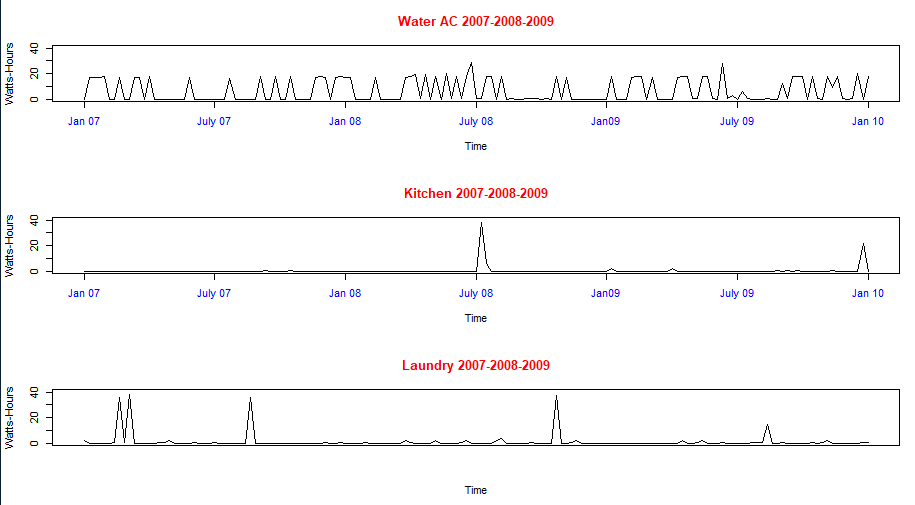 Water AC 2007-2008-2009
Watts-Hours
40
20
0
Jan 07 July 07 Jan 08 July 08 Jan09 July 09 Jan 10
Time
Kitchen 2007-2008-2009
Watts-Hours
40
20
0
Jan 07 July 07 Jan 08 July 08 Jan09 July 09 Jan 10
Time
Laundry 2007-2008-2009
Watts-Hours
40
20
0
Time